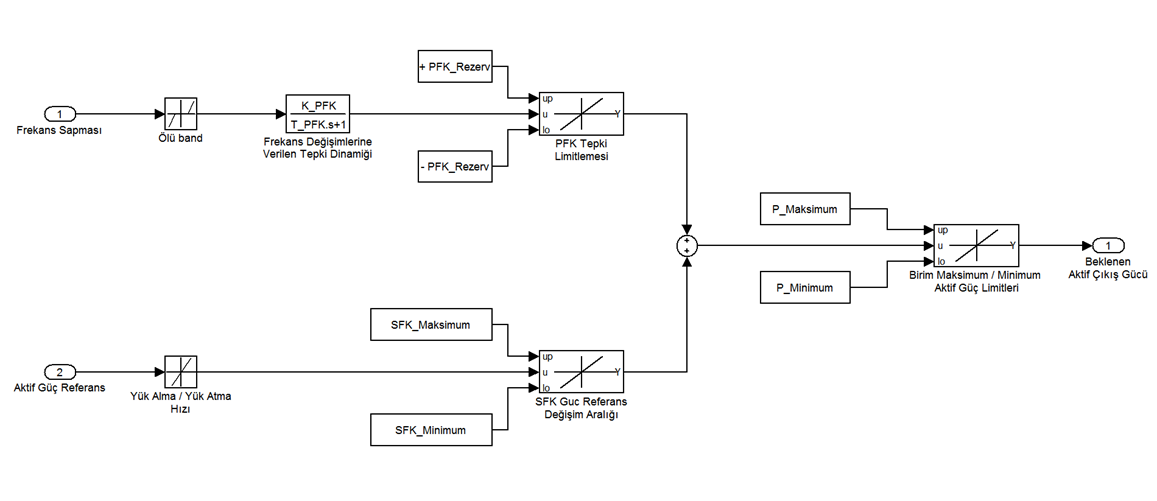 + PFK_Rezerv
1
Frekans Sapması
Ölü band
K_PFK
T_PFK.s+1
Frekans Değişimlerine
Verilen Tepki Dinamiği
up
u
lo
Y
PFK Tepki
Limitlemesi
- PFK_Rezerv
P_Maksimum
+
+
up
u
lo
Y
Birim Maksimum / Minimum
Aktif Güç Limitleri
1
Beklenen
Aktif Çıkış Gücü
P_Minimum
SFK_Maksimum
2
Aktif Güç Referans
Yük Alma / Yük Atma
Hızı
up
u
lo
Y
SFK Guc Referans
Değişim Aralığı
SFK_Minimum